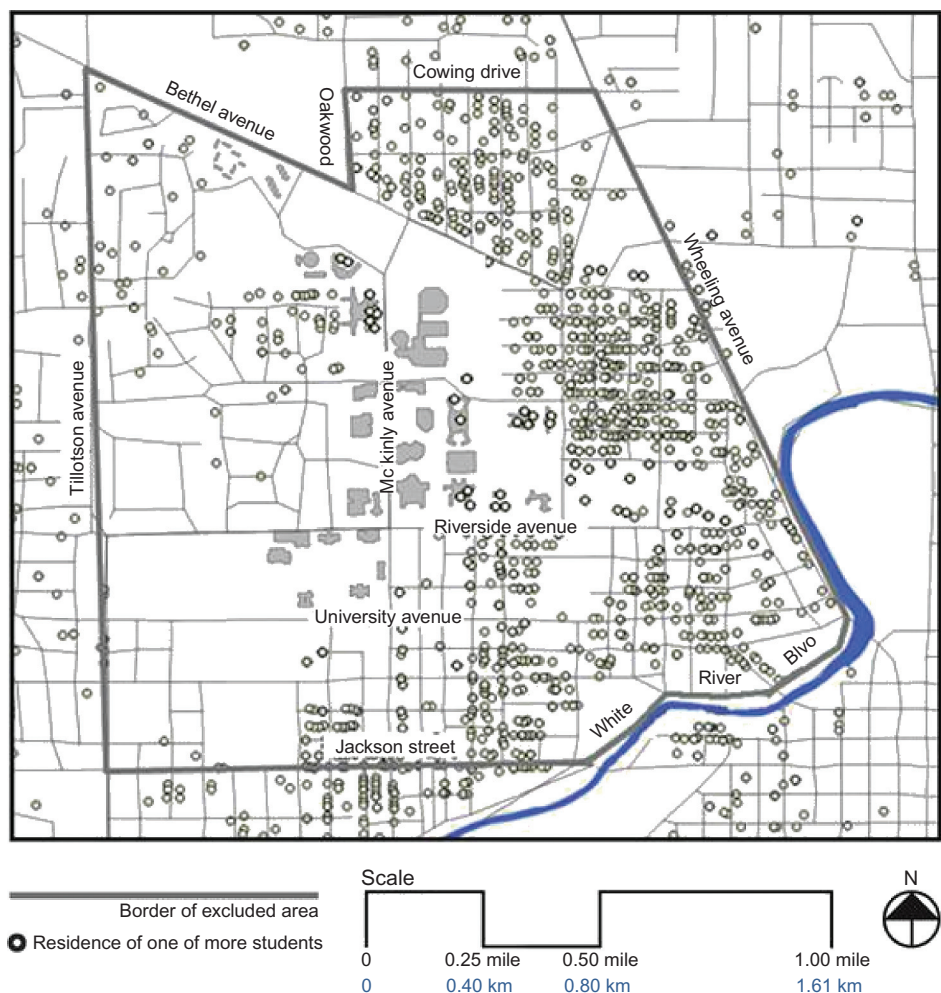 Cowing drive
Bethel avenue
Oakwood
Wheeling avenue
Tillotson avenue
Mc kinly avenue
Riverside avenue
University avenue
Blvo
River
White
Jackson street
Scale
N
Border of excluded area
Residence of one of more students
0 0.25 mile 0.50 mile 1.00 mile
0 0.40 km 0.80 km 1.61 km